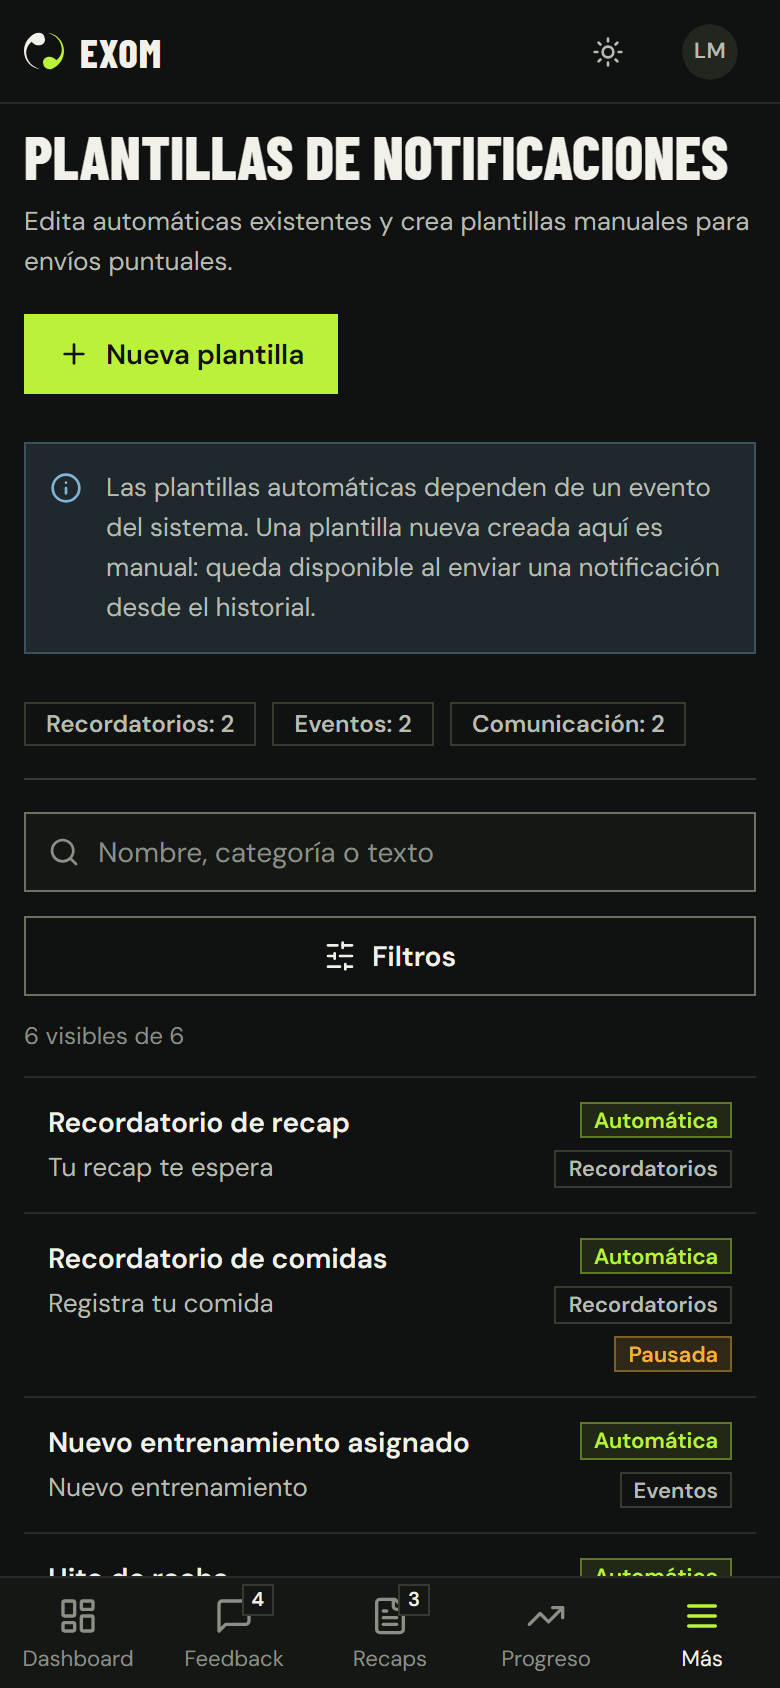 EXOM
LM
PLANTILLAS DE NOTIFICACIONES
Edita automáticas existentes y crea plantillas manuales para
envíos puntuales.
Nueva plantilla
Las plantillas automáticas dependen de un evento
del sistema. Una plantilla nueva creada aquí es
manual: queda disponible al enviar una notificación
desde el historial.
Recordatorios: 2
Eventos: 2
Comunicación: 2
Nombre, categoría o texto
Filtros
6 visibles de 6
Recordatorio de recap
Automática
Tu recap te espera
Recordatorios
Recordatorio de comidas
Automática
Registra tu comida
Recordatorios
Pausada
Nuevo entrenamiento asignado
Automática
Nuevo entrenamiento
Eventos
Hito de racha
Automática
4
3
Dashboard
Feedback
Recaps
Progreso
Más